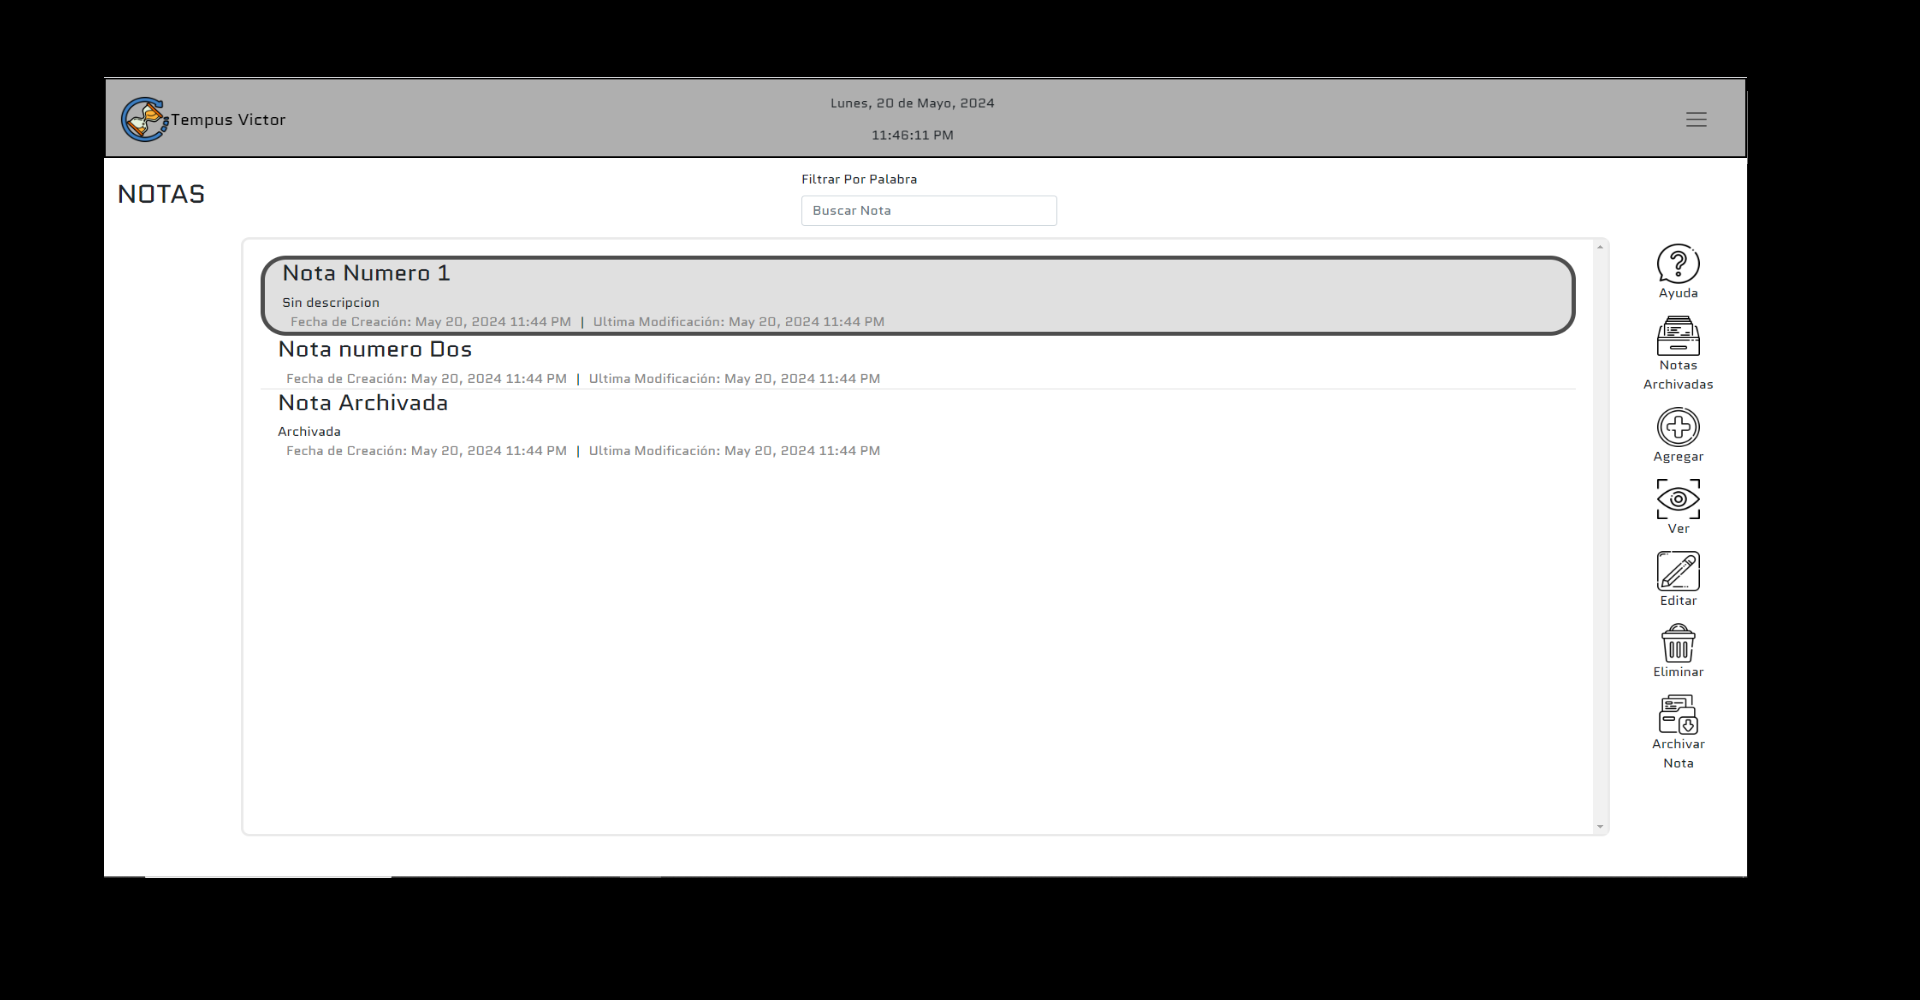 Tempus Victor
Lunes, 20 de Mayo, 2024
11:46:11 PM
NOTAS
Filtrar Por Palabra
Buscar Nota
Nota Numero 1
Sin descripcion
Fecha de Creación: May 20, 2024 11:44 PM | Ultima Modificación: May 20, 2024 11:44 PM
Nota numero Dos
Fecha de Creación: May 20, 2024 11:44 PM | Ultima Modificación: May 20, 2024 11:44 PM
Nota Archivada
Archivada
Fecha de Creación: May 20, 2024 11:44 PM | Ultima Modificación: May 20, 2024 11:44 PM
Ayuda
Notas
Archivadas
Agregar
Ver
Editar
Eliminar
Archivar
Nota